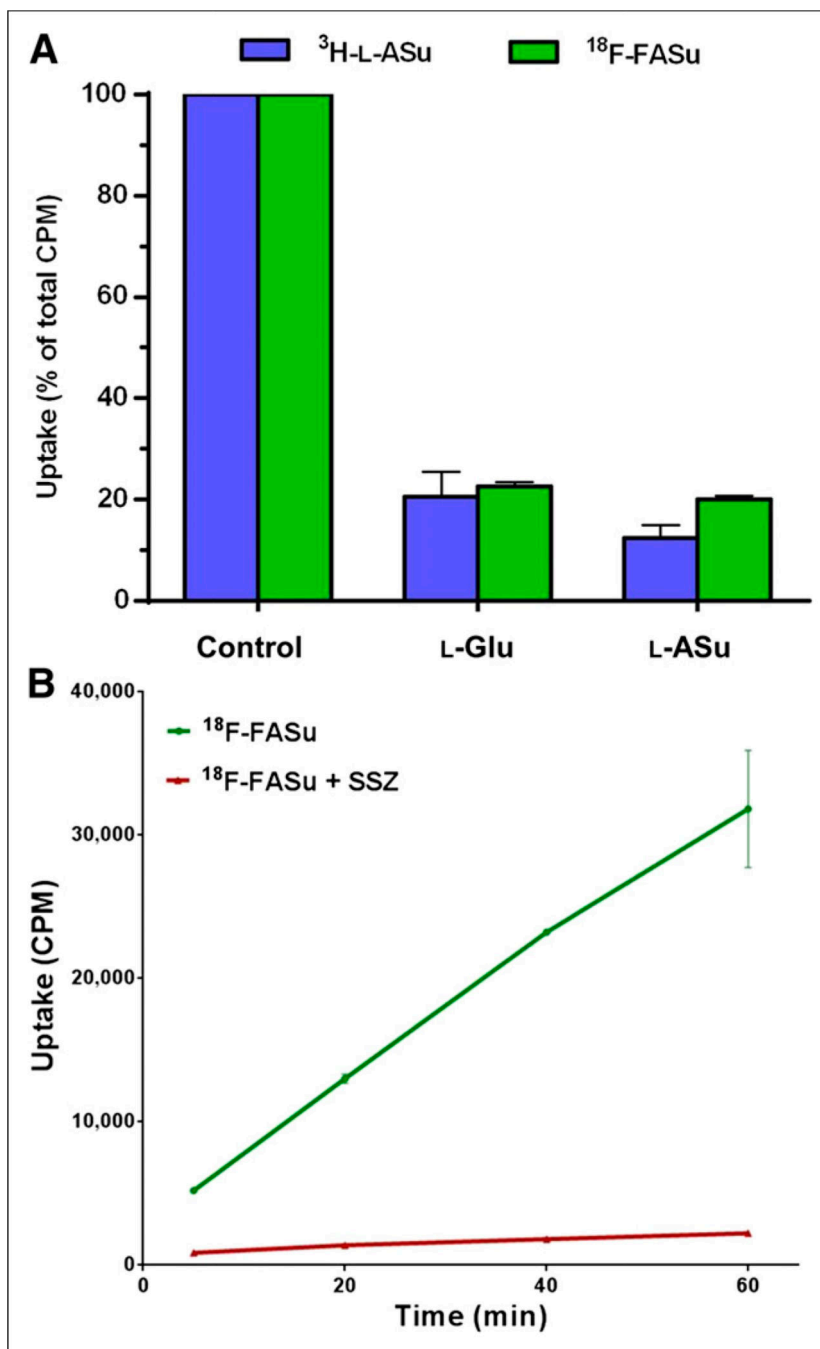 A
³H-L-ASu
¹⁸F-FASu
Uptake (% of total CPM)
100
80
60
40
20
0
Control
L-Glu
L-ASu
B
¹⁸F-FASu
¹⁸F-FASu + SSZ
Uptake (CPM)
40,000
30,000
20,000
10,000
0
0
20
40
60
Time (min)